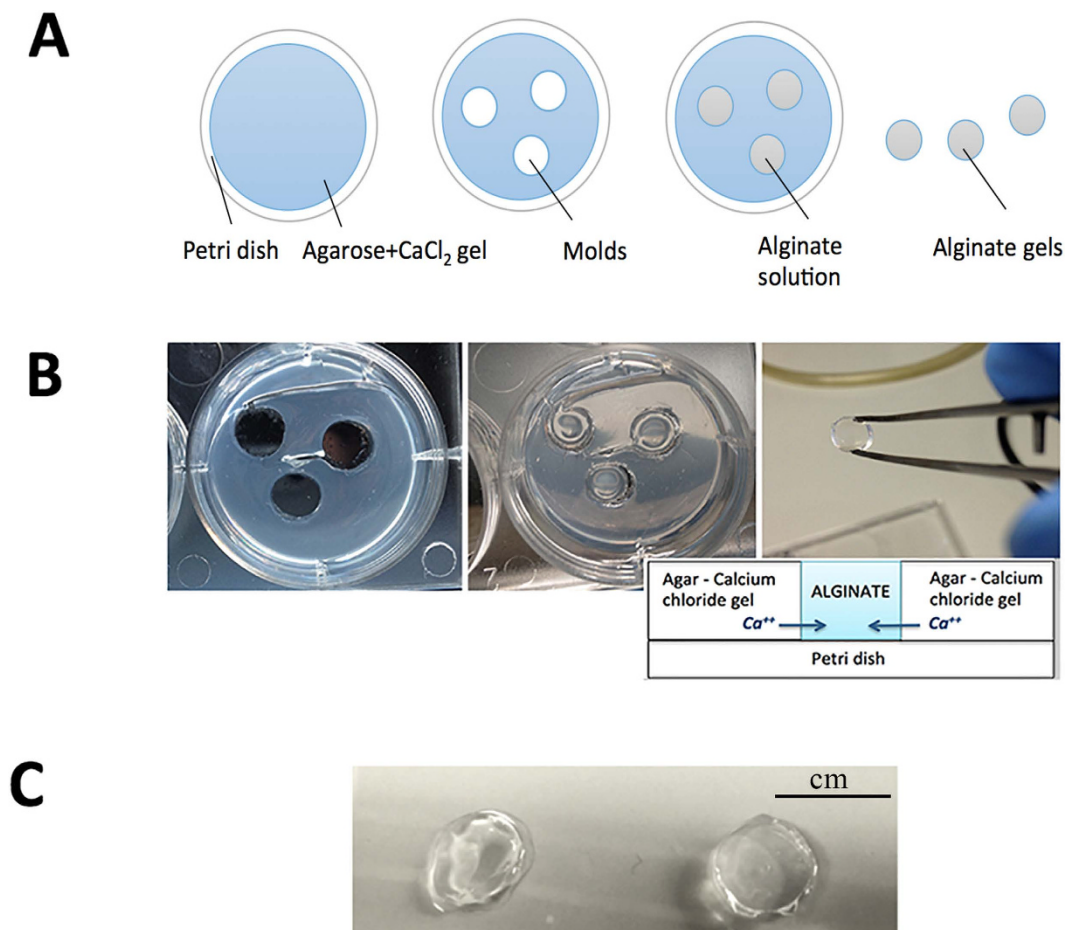 A
Petri dish
Agarose+CaCl₂ gel
Molds
Alginate
solution
Alginate gels
B
Agar - Calcium
chloride gel
Ca⁺⁺
ALGINATE
Agar - Calcium
chloride gel
Ca⁺⁺
Petri dish
C
cm